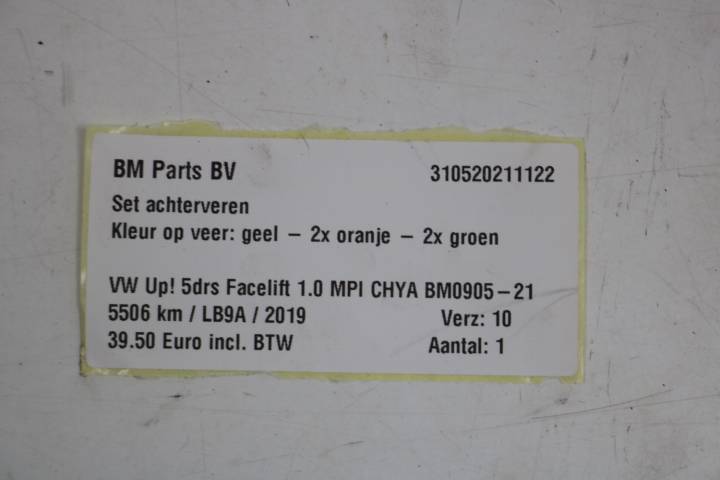 BM Parts BV 310520211122
Set achterveren
Kleur op veer: geel – 2x oranje – 2x groen
VW Up! 5drs Facelift 1.0 MPI CHYA BM0905–21
5506 km / LB9A / 2019 Verz: 10
39.50 Euro incl. BTW Aantal: 1